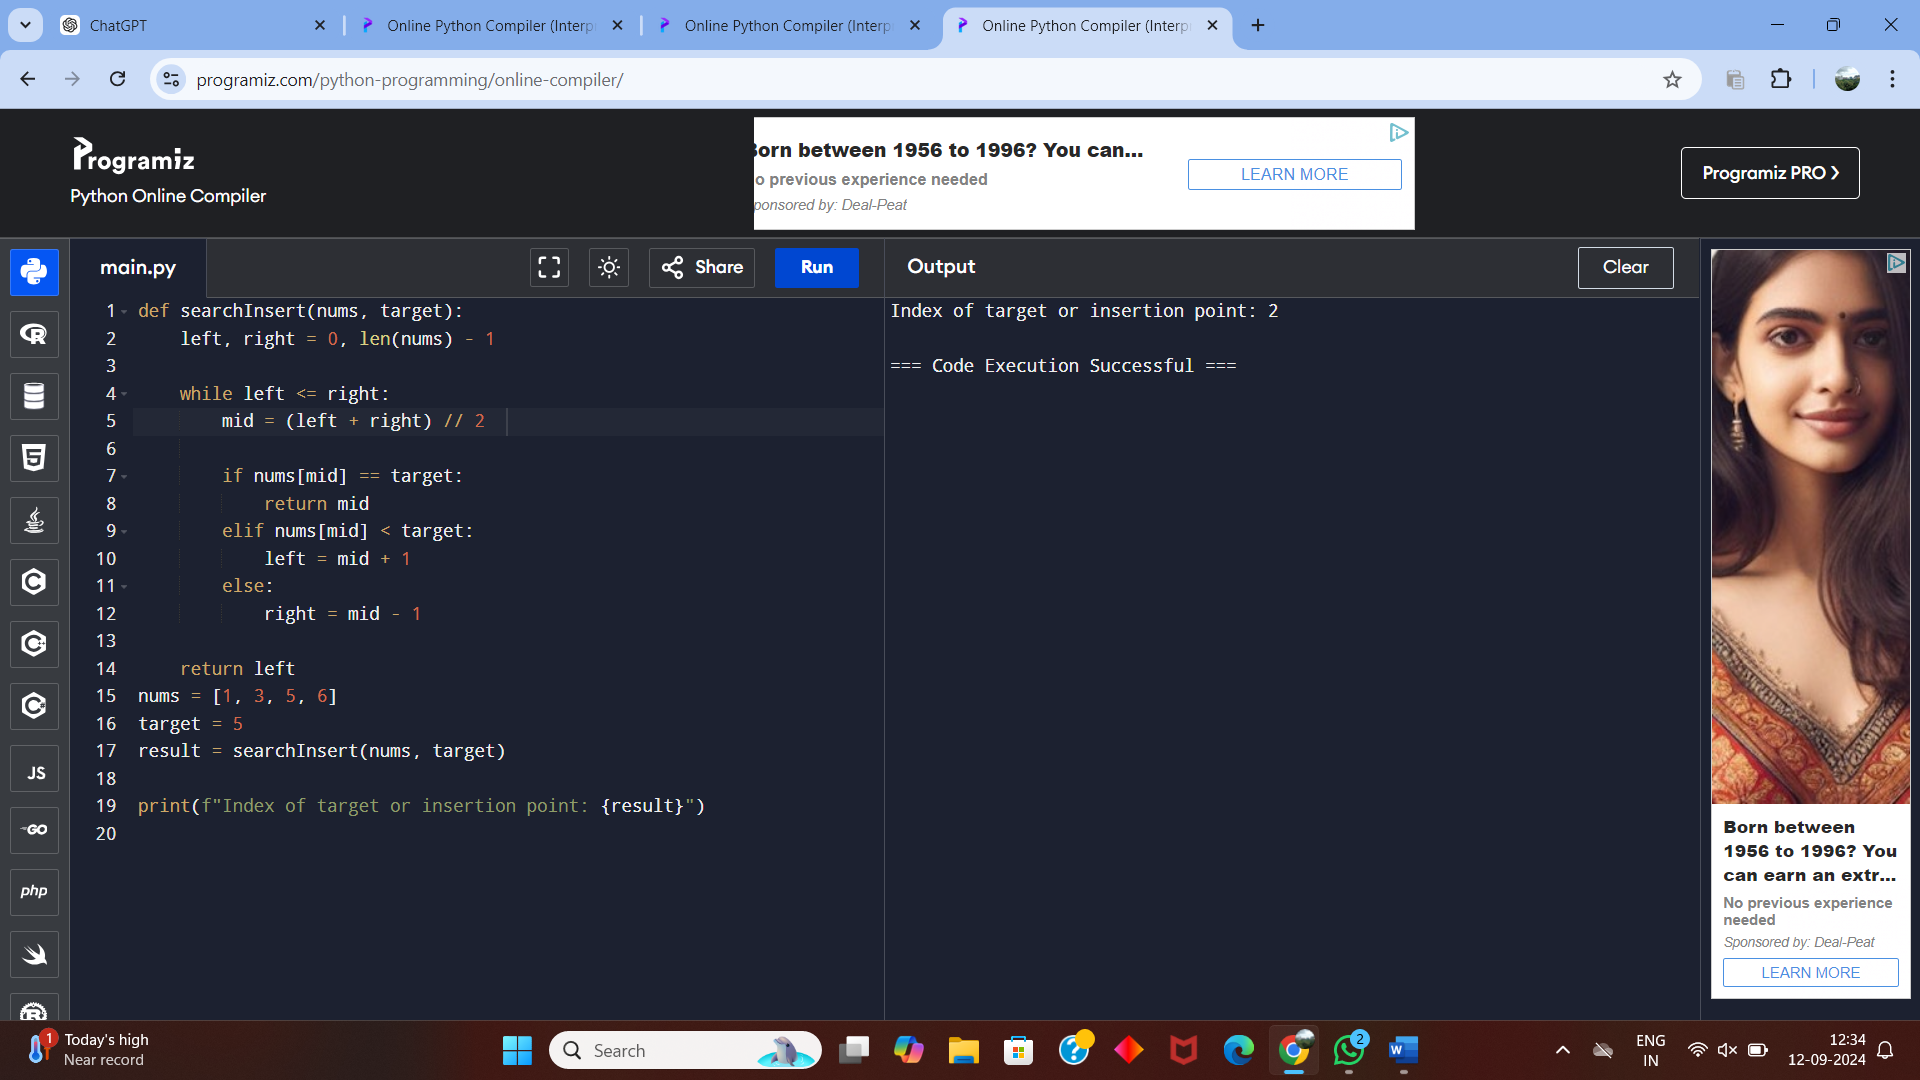 ChatGPT
Online Python Compiler (Interp
Online Python Compiler (Interp
Online Python Compiler (Interp
programiz.com/python-programming/online-compiler/
Programiz
Python Online Compiler
Born between 1956 to 1996? You can...
o previous experience needed
ponsored by: Deal-Peat
LEARN MORE
Programiz PRO
main.py
Share
Run
Output
Clear
1 def searchInsert(nums, target):
2     left, right = 0, len(nums) - 1
3
4     while left <= right:
5         mid = (left + right) // 2
6
7         if nums[mid] == target:
8             return mid
9         elif nums[mid] < target:
10             left = mid + 1
11         else:
12             right = mid - 1
13
14     return left
15 nums = [1, 3, 5, 6]
16 target = 5
17 result = searchInsert(nums, target)
18
19 print(f"Index of target or insertion point: {result}")
20
Index of target or insertion point: 2
=== Code Execution Successful ===
JS
GO
php
Born between
1956 to 1996? You
can earn an extr...
No previous experience
needed
Sponsored by: Deal-Peat
LEARN MORE
1
Today's high
Near record
Search
2
ENG
IN
12:34
12-09-2024